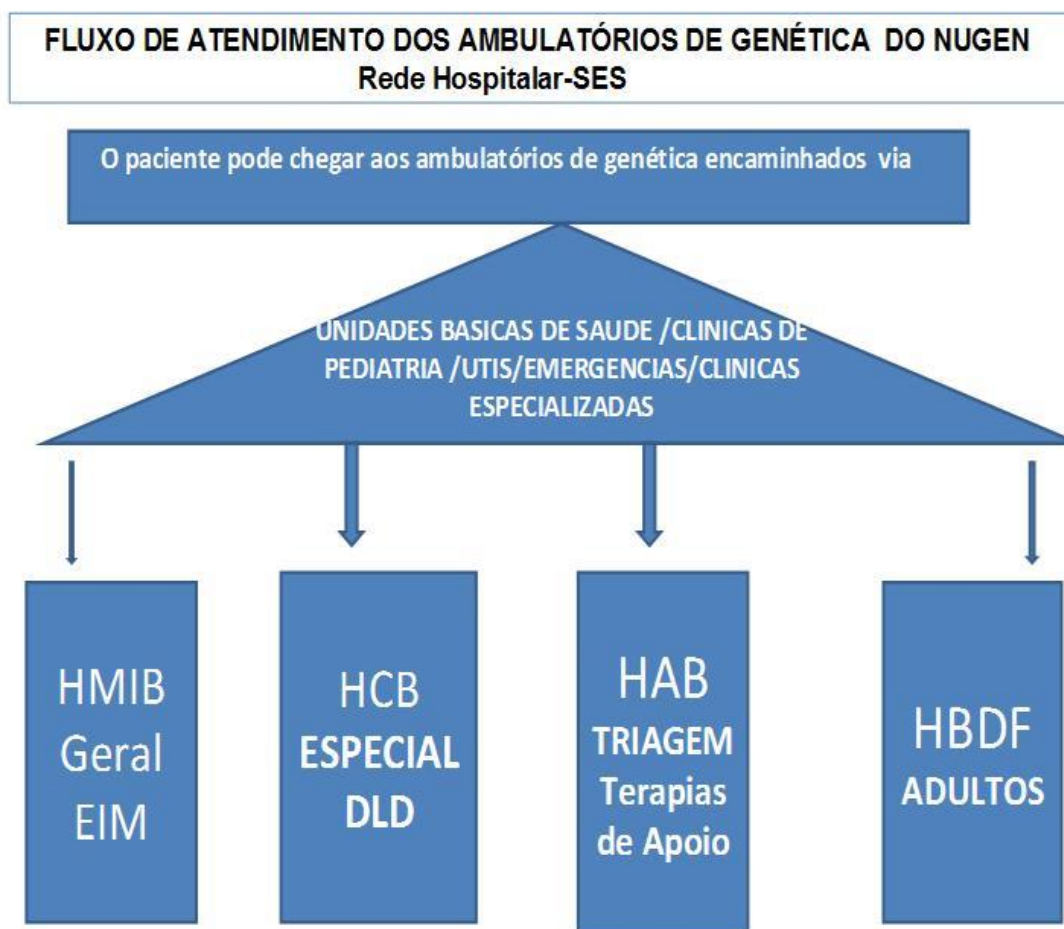 FLUXO DE ATENDIMENTO DOS AMBULATÓRIOS DE GENÉTICA DO NUGEN
Rede Hospitalar-SES
O paciente pode chegar aos ambulatórios de genética encaminhados via
UNIDADES BASICAS DE SAUDE /CLINICAS DE
PEDIATRIA /UTIS/EMERGENCIAS/CLINICAS
ESPECIALIZADAS
HMIB
Geral
EIM
HCB
ESPECIAL
DLD
HAB
TRIAGEM
Terapias
de Apoio
HBDF
ADULTOS